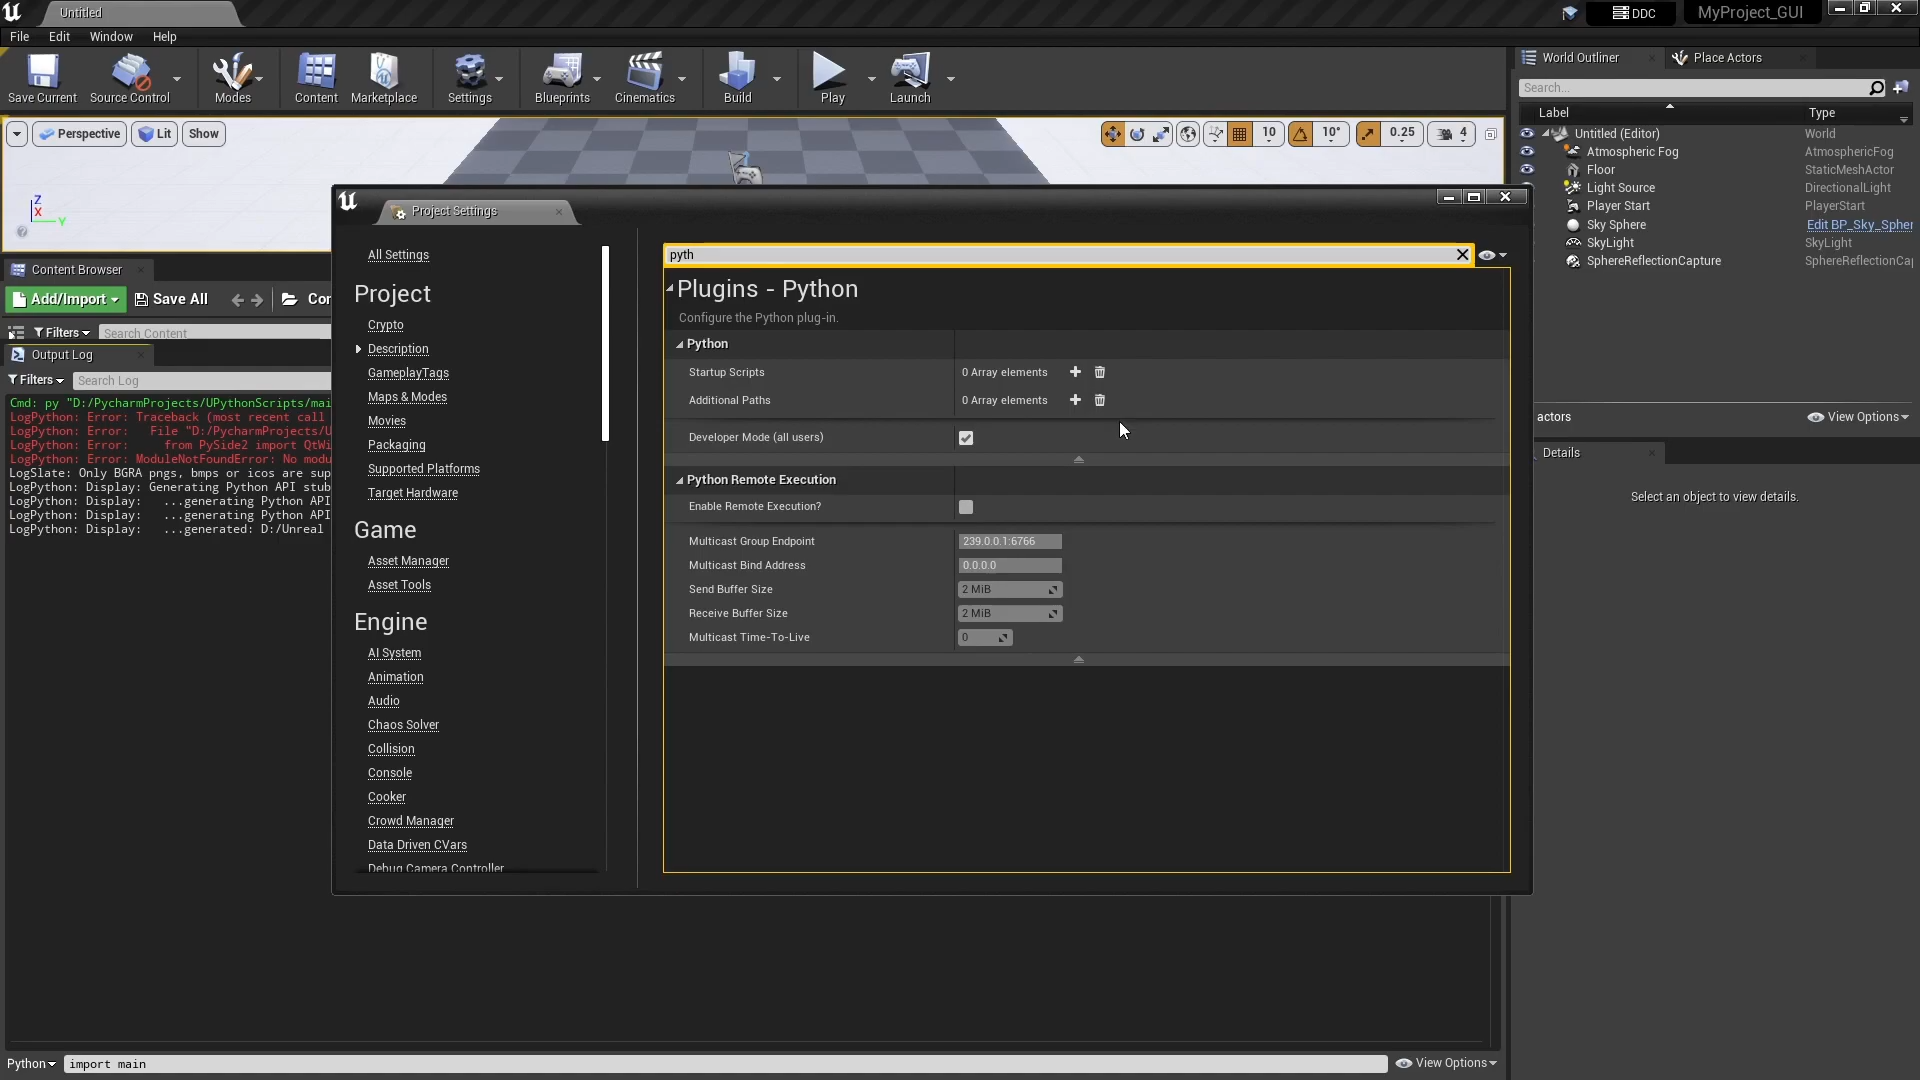 Untitled
DDC
MyProject_GUI
File Edit Window Help
Save Current
Source Control
Modes
Content
Marketplace
Settings
Blueprints
Cinematics
Build
Play
Launch
Perspective
Lit
Show
10
10°
0.25
4
Z
X
Y
World Outliner
Place Actors
Search...
Label Type
Untitled (Editor) World
Atmospheric Fog AtmosphericFog
Floor StaticMeshActor
Light Source DirectionalLight
Player Start PlayerStart
Sky Sphere Edit BP_Sky_Spher
SkyLight SkyLight
SphereReflectionCapture SphereReflectionCa
actors
View Options
Details
Select an object to view details.
Content Browser
Add/Import
Save All
Con
Filters
Search Content
Output Log
Filters
Search Log
Cmd: py "D:/PycharmProjects/UPythonScripts/mai
LogPython: Error: Traceback (most recent call
LogPython: Error: File "D:/PycharmProjects/U
LogPython: Error: from PySide2 import QtWi
LogPython: Error: ModuleNotFoundError: No modu
LogSlate: Only BGRA pngs, bmps or icos are sup
LogPython: Display: Generating Python API stub
LogPython: Display: ...generating Python API
LogPython: Display: ...generating Python API
LogPython: Display: ...generated: D:/Unreal
Project Settings
All Settings
Project
Crypto
Description
GameplayTags
Maps & Modes
Movies
Packaging
Supported Platforms
Target Hardware
Game
Asset Manager
Asset Tools
Engine
AI System
Animation
Audio
Chaos Solver
Collision
Console
Cooker
Crowd Manager
Data Driven CVars
Debug Camera Controller
pyth
Plugins - Python
Configure the Python plug-in.
Python
Startup Scripts 0 Array elements
Additional Paths 0 Array elements
Developer Mode (all users)
Python Remote Execution
Enable Remote Execution?
Multicast Group Endpoint 239.0.0.1:6766
Multicast Bind Address 0.0.0.0
Send Buffer Size 2 MiB
Receive Buffer Size 2 MiB
Multicast Time-To-Live 0
Python
import main
View Options